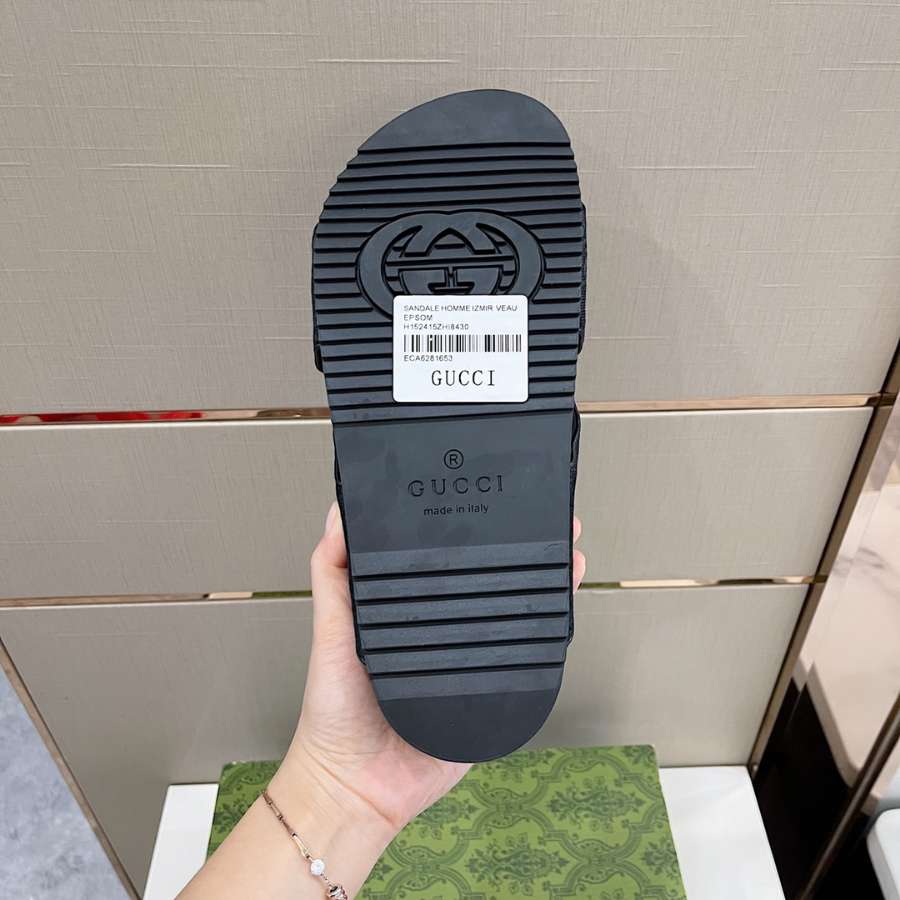 SANDALE HOMME IZMIR VEAU
EPSOM
H152415ZHI8430
ECA6281653
GUCCI
®
GUCCI
made in italy